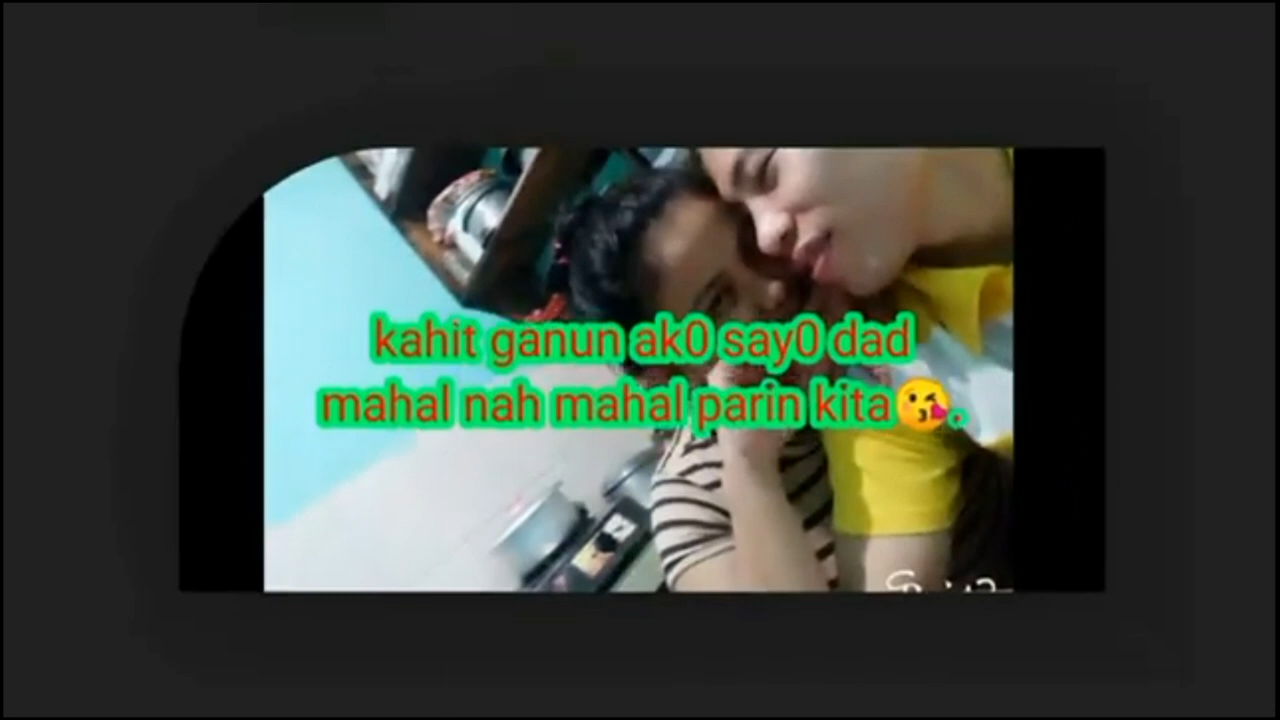 kahit ganun ak0 say0 dad
mahal nah mahal parin kita😘.